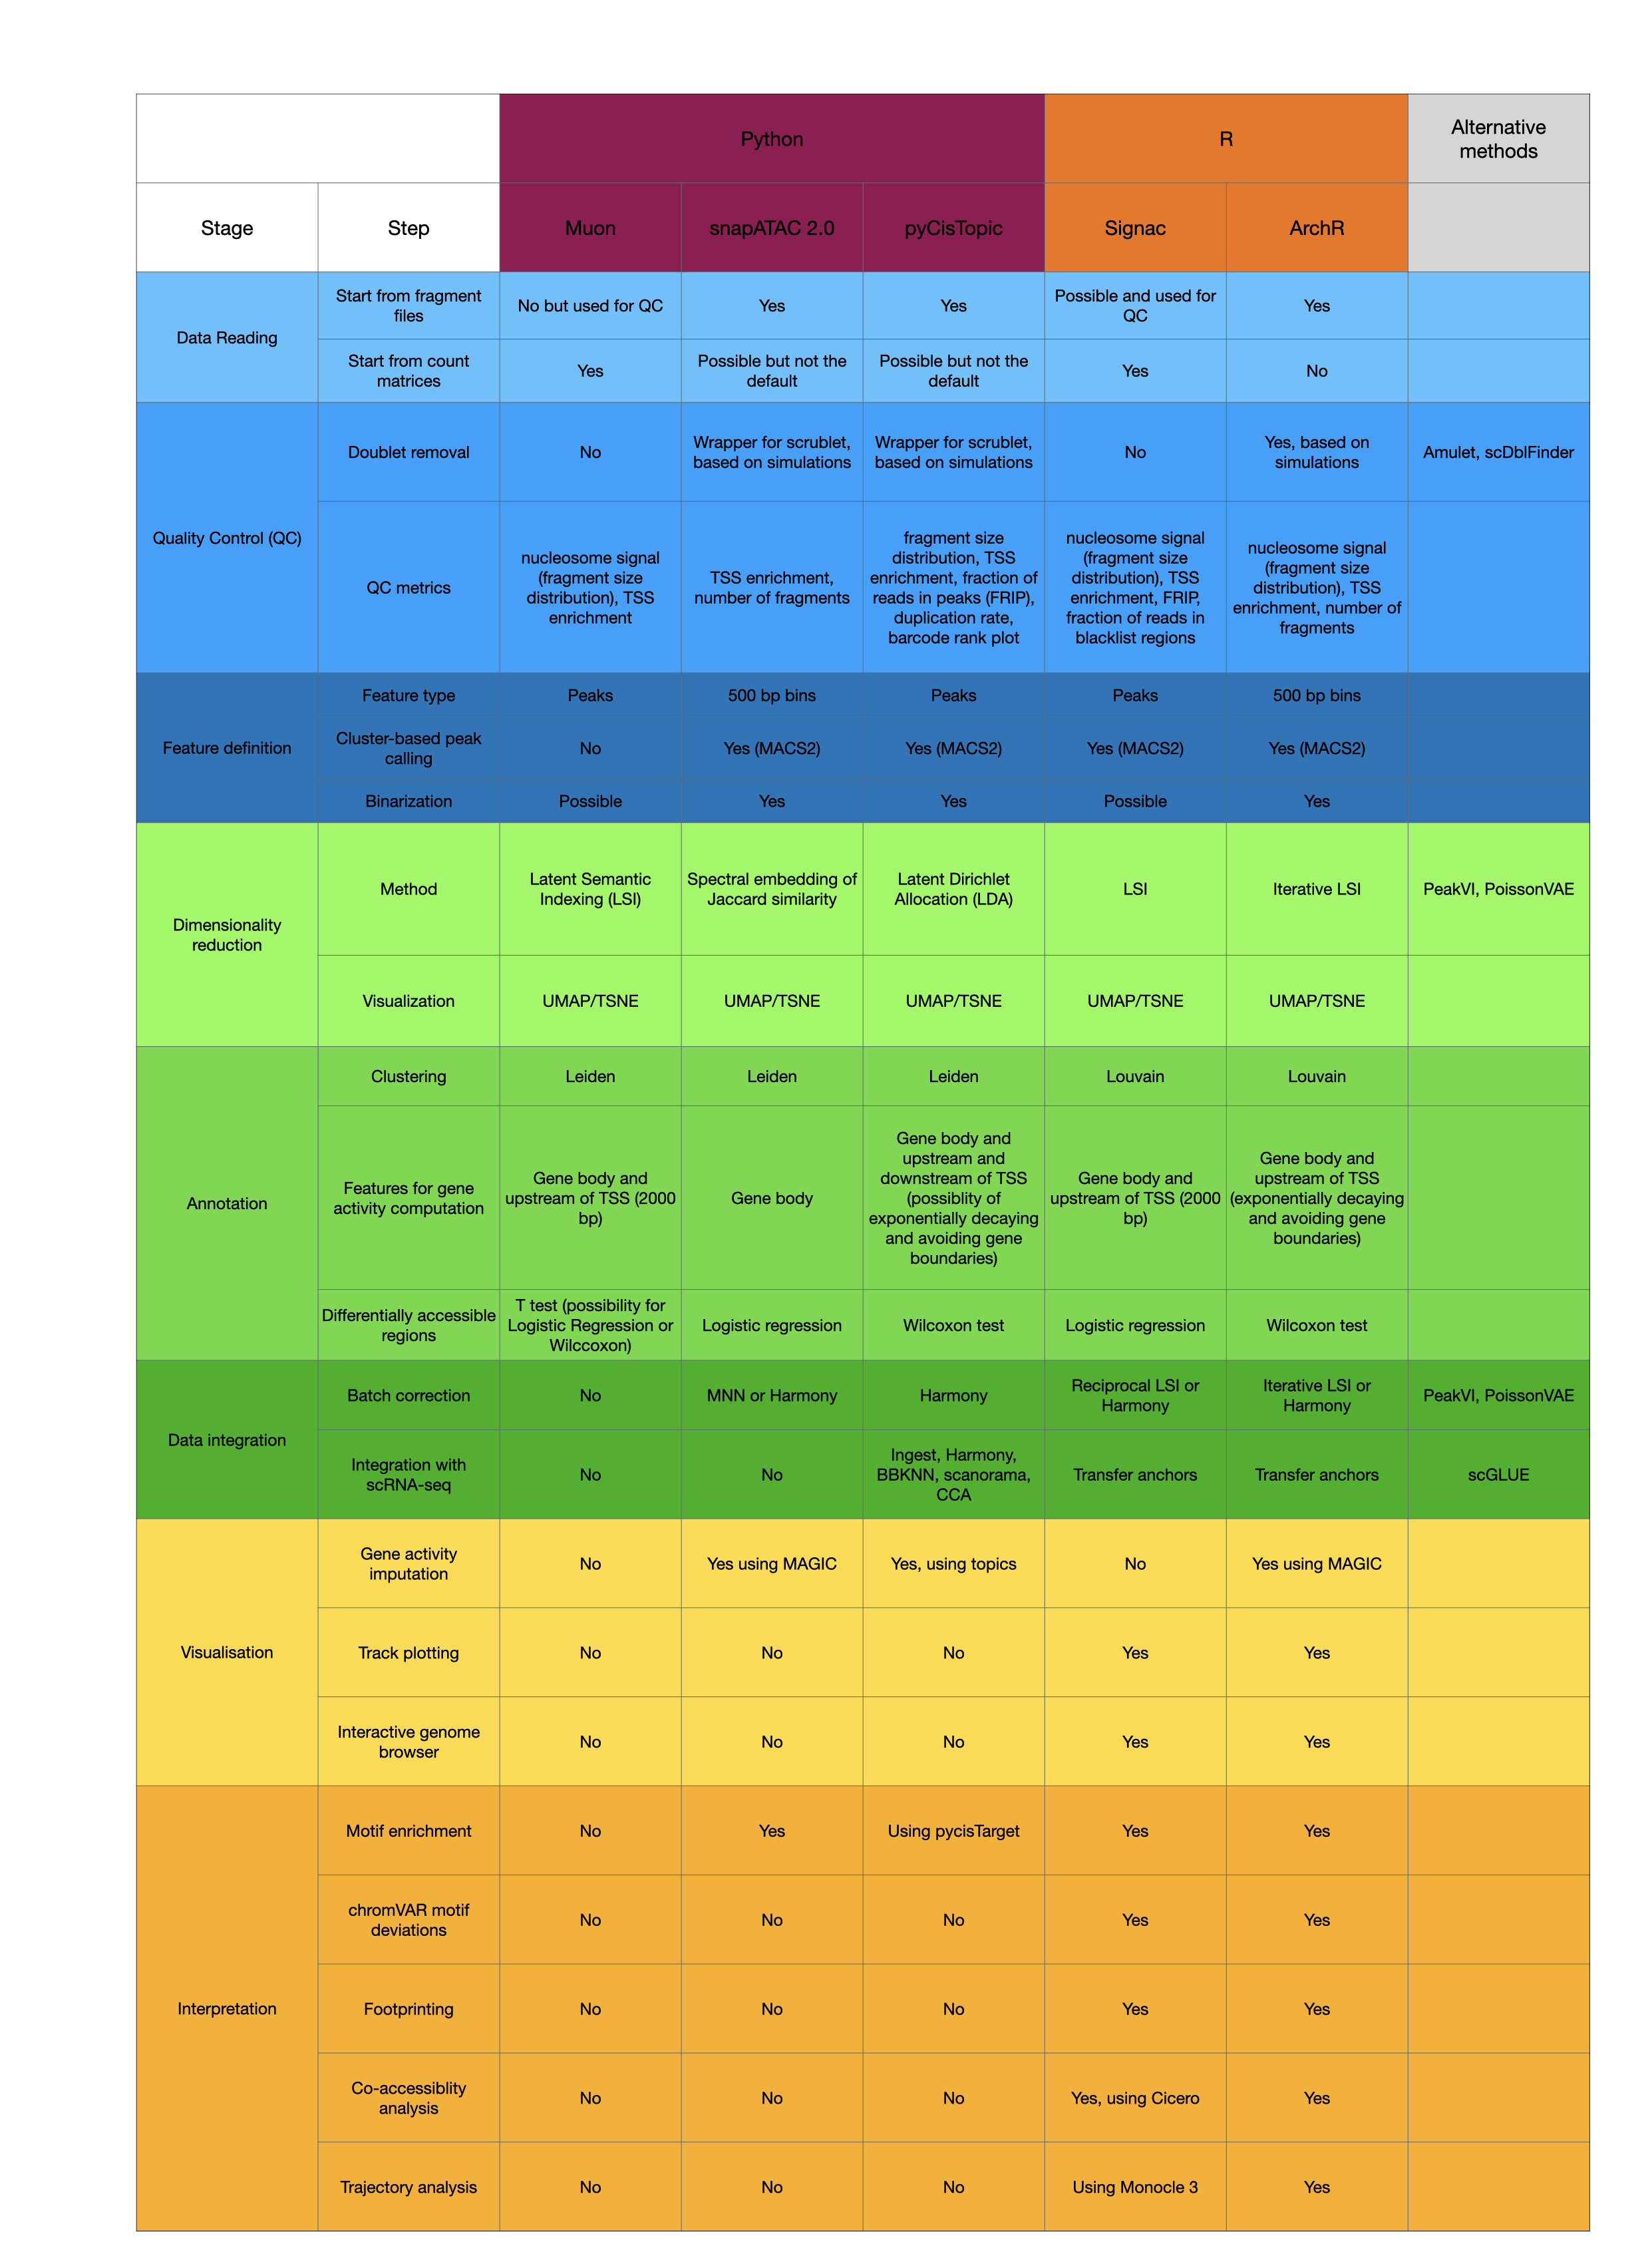 Python
R
Alternative
methods
Stage
Step
Muon
snapATAC 2.0
pyCisTopic
Signac
ArchR
Data Reading
Start from fragment
files
No but used for QC
Yes
Yes
Possible and used for
QC
Yes
Start from count
matrices
Yes
Possible but not the
default
Possible but not the
default
Yes
No
Quality Control (QC)
Doublet removal
No
Wrapper for scrublet,
based on simulations
Wrapper for scrublet,
based on simulations
No
Yes, based on
simulations
Amulet, scDblFinder
QC metrics
nucleosome signal
(fragment size
distribution), TSS
enrichment
TSS enrichment,
number of fragments
fragment size
distribution, TSS
enrichment, fraction of
reads in peaks (FRIP),
duplication rate,
barcode rank plot
nucleosome signal
(fragment size
distribution), TSS
enrichment, FRIP,
fraction of reads in
blacklist regions
nucleosome signal
(fragment size
distribution), TSS
enrichment, number of
fragments
Feature definition
Feature type
Peaks
500 bp bins
Peaks
Peaks
500 bp bins
Cluster-based peak
calling
No
Yes (MACS2)
Yes (MACS2)
Yes (MACS2)
Yes (MACS2)
Binarization
Possible
Yes
Yes
Possible
Yes
Dimensionality
reduction
Method
Latent Semantic
Indexing (LSI)
Spectral embedding of
Jaccard similarity
Latent Dirichlet
Allocation (LDA)
LSI
Iterative LSI
PeakVI, PoissonVAE
Visualization
UMAP/TSNE
UMAP/TSNE
UMAP/TSNE
UMAP/TSNE
UMAP/TSNE
Annotation
Clustering
Leiden
Leiden
Leiden
Louvain
Louvain
Features for gene
activity computation
Gene body and
upstream of TSS (2000
bp)
Gene body
Gene body and
upstream and
downstream of TSS
(possiblity of
exponentially decaying
and avoiding gene
boundaries)
Gene body and
upstream of TSS (2000
bp)
Gene body and
upstream of TSS
(exponentially decaying
and avoiding gene
boundaries)
Differentially accessible
regions
T test (possibility for
Logistic Regression or
Wilccoxon)
Logistic regression
Wilcoxon test
Logistic regression
Wilcoxon test
Data integration
Batch correction
No
MNN or Harmony
Harmony
Reciprocal LSI or
Harmony
Iterative LSI or
Harmony
PeakVI, PoissonVAE
Integration with
scRNA-seq
No
No
Ingest, Harmony,
BBKNN, scanorama,
CCA
Transfer anchors
Transfer anchors
scGLUE
Visualisation
Gene activity
imputation
No
Yes using MAGIC
Yes, using topics
No
Yes using MAGIC
Track plotting
No
No
No
Yes
Yes
Interactive genome
browser
No
No
No
Yes
Yes
Interpretation
Motif enrichment
No
Yes
Using pycisTarget
Yes
Yes
chromVAR motif
deviations
No
No
No
Yes
Yes
Footprinting
No
No
No
Yes
Yes
Co-accessiblity
analysis
No
No
No
Yes, using Cicero
Yes
Trajectory analysis
No
No
No
Using Monocle 3
Yes